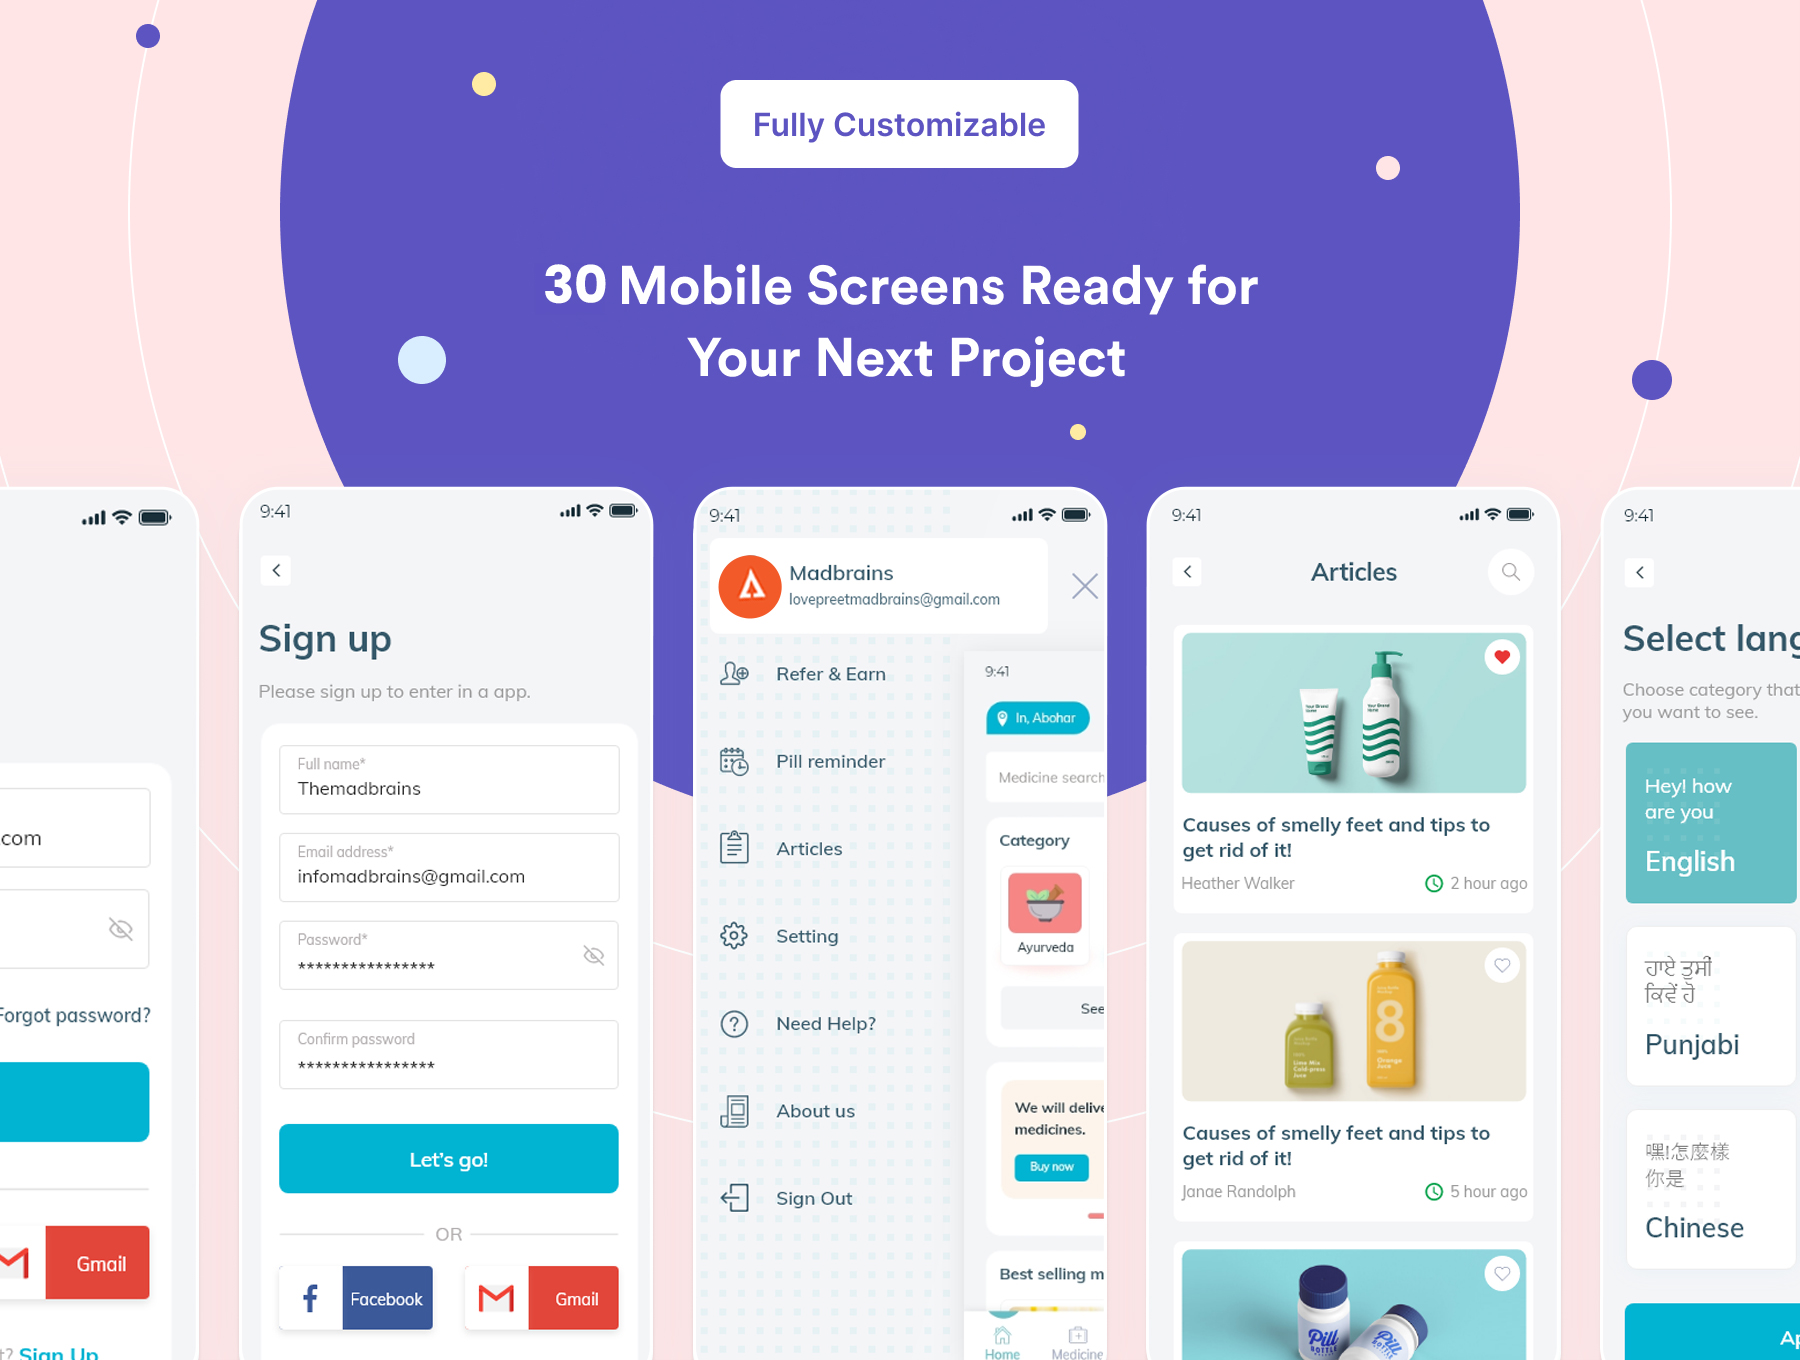 Fully Customizable
30 Mobile Screens Ready for
Your Next Project
.com
Forgot password?
Gmail
? Sign Up
9:41
Sign up
Please sign up to enter in a app.
Full name*
Themadbrains
Email address*
infomadbrains@gmail.com
Password*
****************
Confirm password
****************
Let's go!
OR
Facebook
Gmail
9:41
Madbrains
lovepreetmadbrains@gmail.com
Refer & Earn
Pill reminder
Articles
Setting
Need Help?
About us
Sign Out
9:41
In, Abohar
Medicine search
Category
Ayurveda
See
We will delive
medicines.
Buy now
Best selling m
Home
Medicine
9:41
Articles
Causes of smelly feet and tips to
get rid of it!
Heather Walker
2 hour ago
8
Causes of smelly feet and tips to
get rid of it!
Janae Randolph
5 hour ago
Pill
BOTTLE
Pill
BOTTLE
9:41
Select lang
Choose category that
you want to see.
Hey! how
are you
English
ਹਾਏ ਤੁਸੀਂ
ਕਿਵੇਂ ਹੋ
Punjabi
嘿!怎麼樣
你是
Chinese
Ap